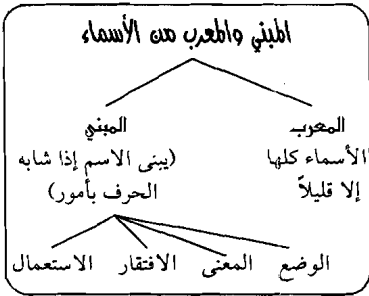 المبني والمعرب من الأسماء
المعرب المبني
الأسماء كلها (يبنى الاسم إذا شابه
إلا قليلاً الحرف بأمور)
الوضع المعنى الافتقار الاستعمال